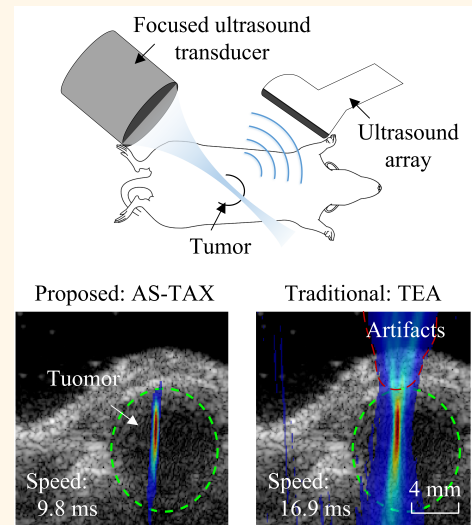 Focused ultrasound
transducer
Ultrasound
array
Tumor
Proposed: AS-TAX
Traditional: TEA
Tuomor
Speed:
9.8 ms
Artifacts
Speed:
16.9 ms
4 mm